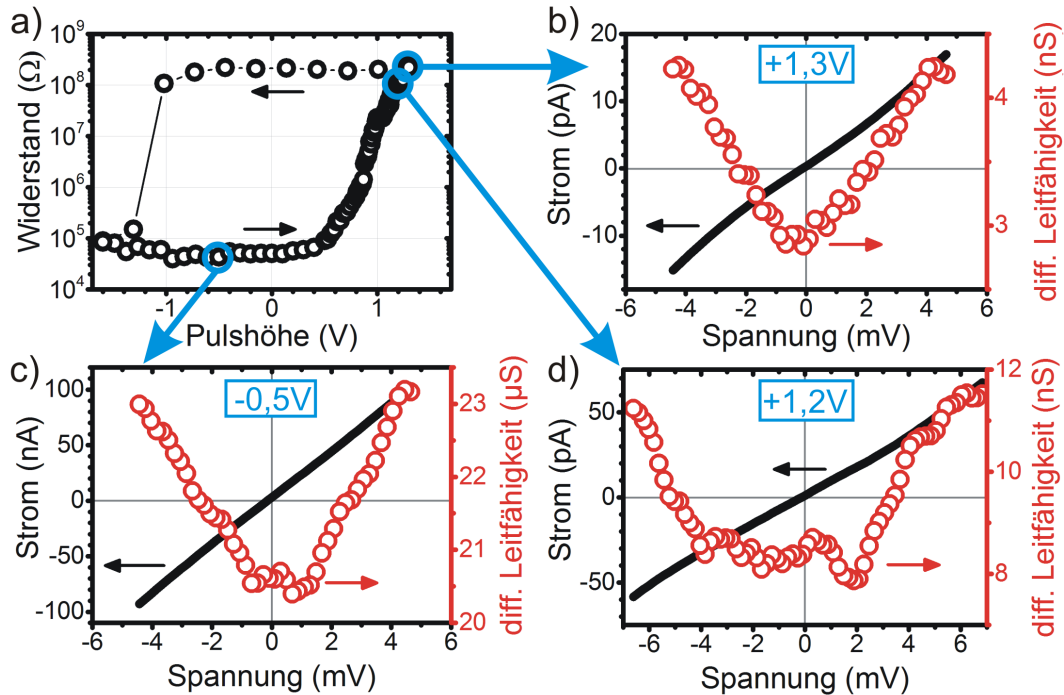 a)
Widerstand (Ω)
10⁹
10⁸
10⁷
10⁶
10⁵
10⁴
-1 0 1
Pulshöhe (V)
b)
+1,3V
Strom (pA)
20
10
0
-10
-6 -4 -2 0 2 4 6
Spannung (mV)
4
3
diff. Leitfähigkeit (nS)
c)
-0,5V
Strom (nA)
100
50
0
-50
-100
-6 -4 -2 0 2 4 6
Spannung (mV)
23
22
21
20
diff. Leitfähigkeit (µS)
d)
+1,2V
Strom (pA)
50
0
-50
-6 -4 -2 0 2 4 6
Spannung (mV)
12
10
8
diff. Leitfähigkeit (nS)